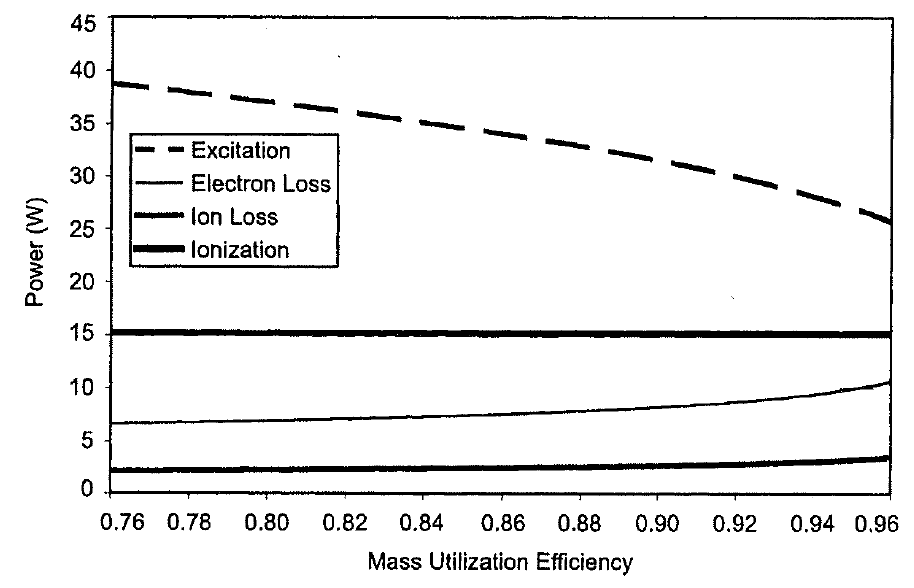 45
40
35
30
25
20
15
10
5
0
Power (W)
Excitation
Electron Loss
Ion Loss
Ionization
0.76 0.78 0.80 0.82 0.84 0.86 0.88 0.90 0.92 0.94 0.96
Mass Utilization Efficiency